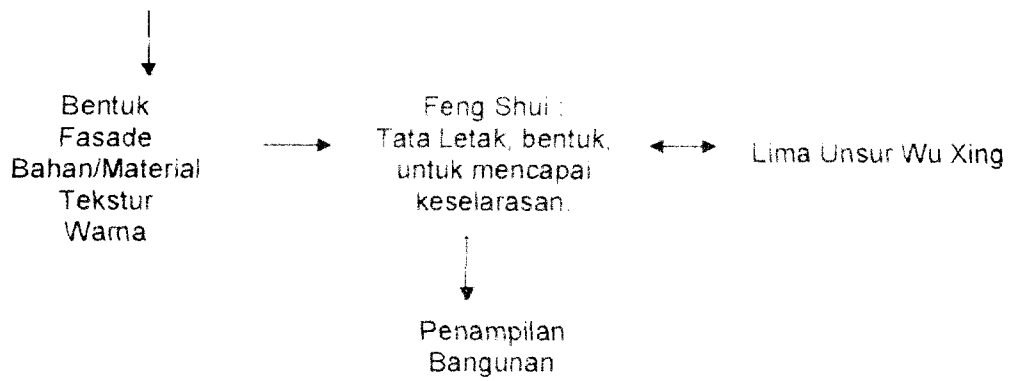 Bentuk
Fasade
Bahan/Material
Tekstur
Warna
Feng Shui :
Tata Letak, bentuk,
untuk mencapai
keselarasan.
Lima Unsur Wu Xing
Penampilan
Bangunan